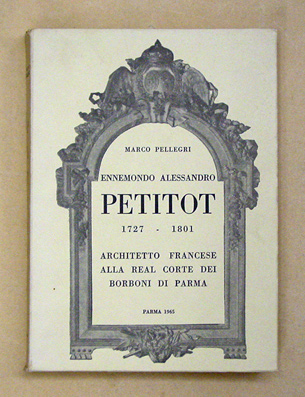 MARCO PELLEGRI
ENNEMONDO ALESSANDRO
PETITOT
1727 - 1801
ARCHITETTO FRANCESE
ALLA REAL CORTE DEI
BORBONI DI PARMA
PARMA 1965